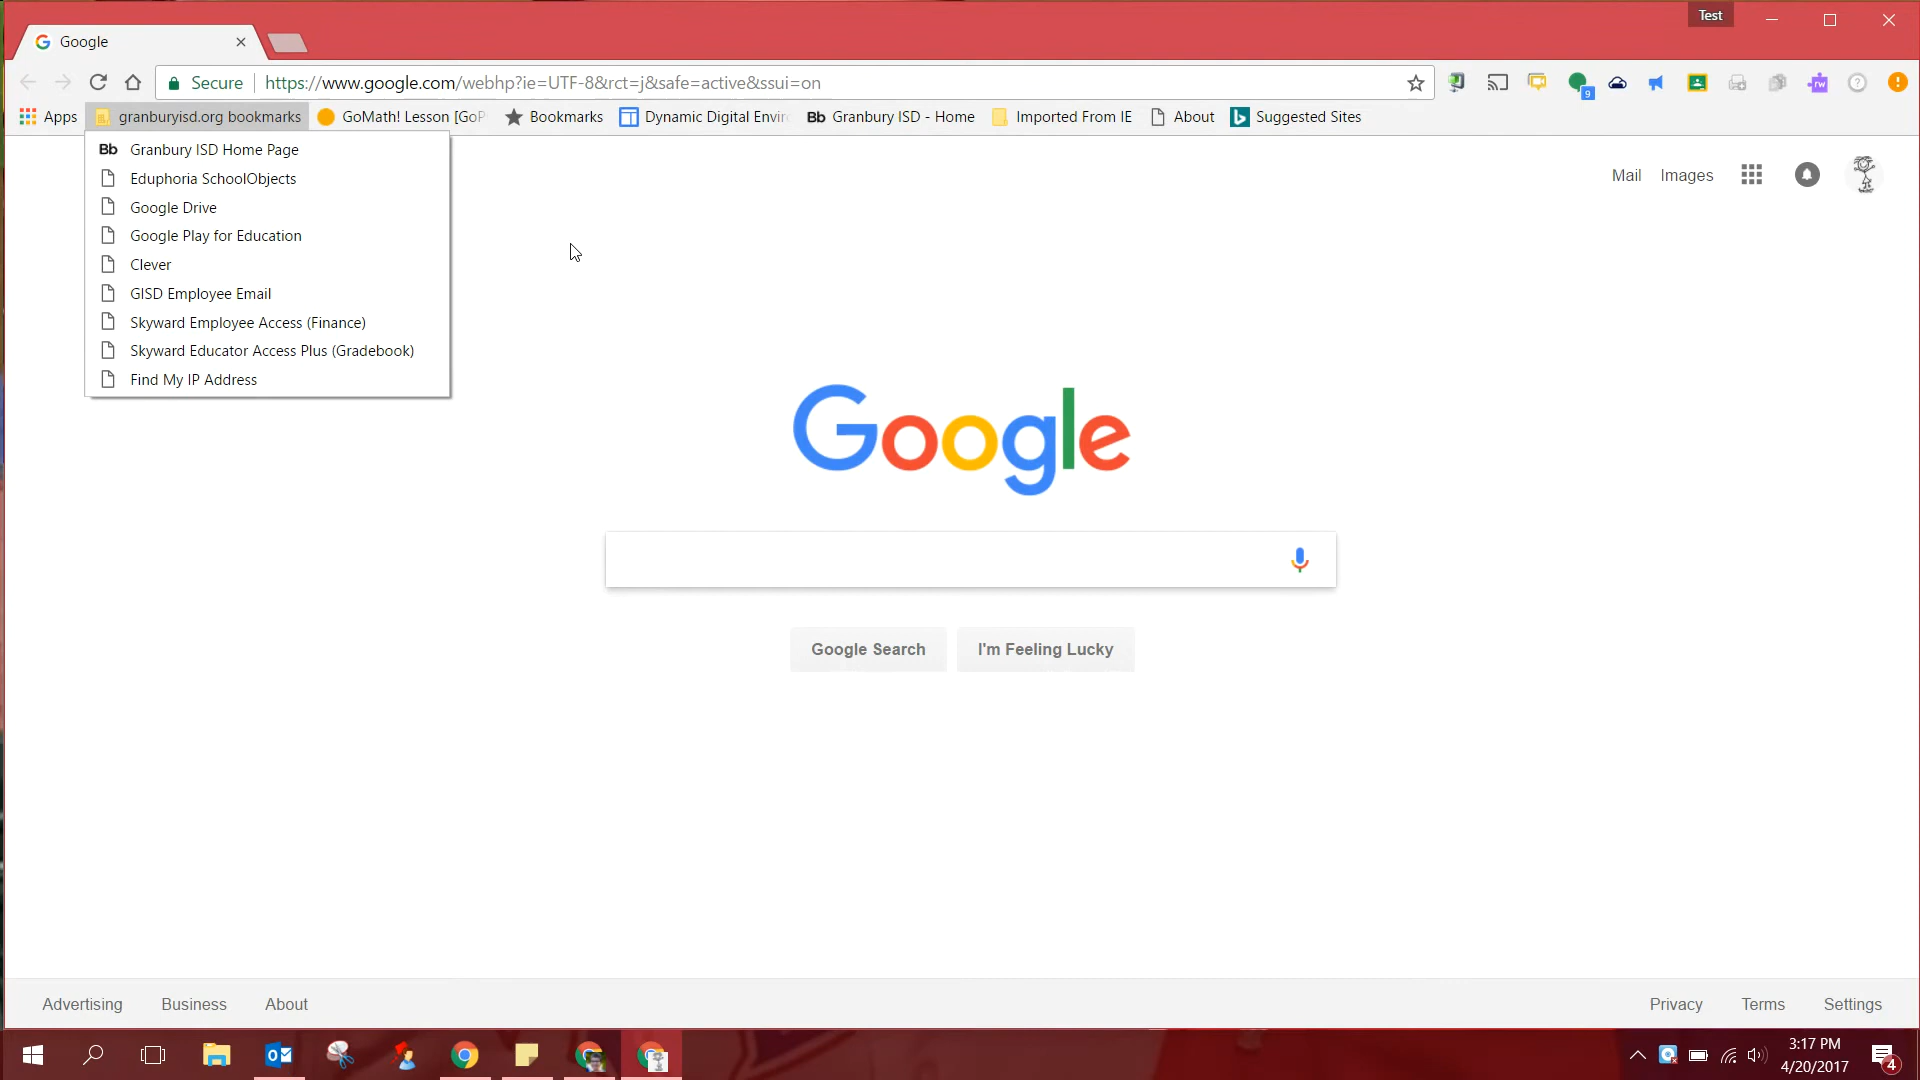 Test
Google
Secure https://www.google.com/webhp?ie=UTF-8&rct=j&safe=active&ssui=on
9
rw
Apps granburyisd.org bookmarks GoMath! Lesson [GoP Bookmarks Dynamic Digital Envir Bb Granbury ISD - Home Imported From IE About Suggested Sites
Bb Granbury ISD Home Page
Eduphoria SchoolObjects
Google Drive
Google Play for Education
Clever
GISD Employee Email
Skyward Employee Access (Finance)
Skyward Educator Access Plus (Gradebook)
Find My IP Address
Mail Images
Google
Google Search I'm Feeling Lucky
Advertising Business About Privacy Terms Settings
3:17 PM
4/20/2017
4